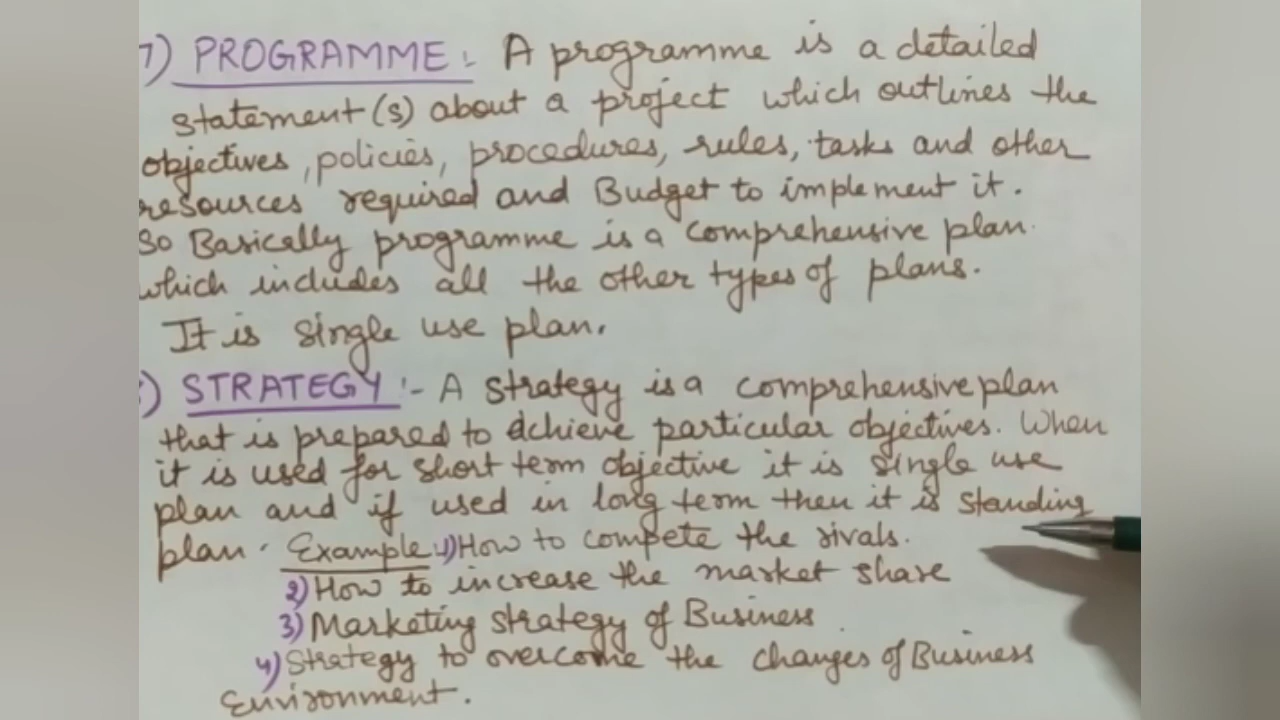 7) PROGRAMME :- A programme is a detailed
statement(s) about a project which outlines the
objectives, policies, procedures, rules, tasks and other
resources required and Budget to implement it.
So Basically programme is a comprehensive plan
which includes all the other types of plans.
It is single use plan.
) STRATEGY :- A strategy is a comprehensive plan
that is prepared to achieve particular objectives. When
it is used for short term objective it is single use
plan and if used in long term then it is standing
plan. Example 1) How to compete the rivals.
2) How to increase the market share
3) Marketing strategy of Business
4) Strategy to overcome the changes of Business
Environment.